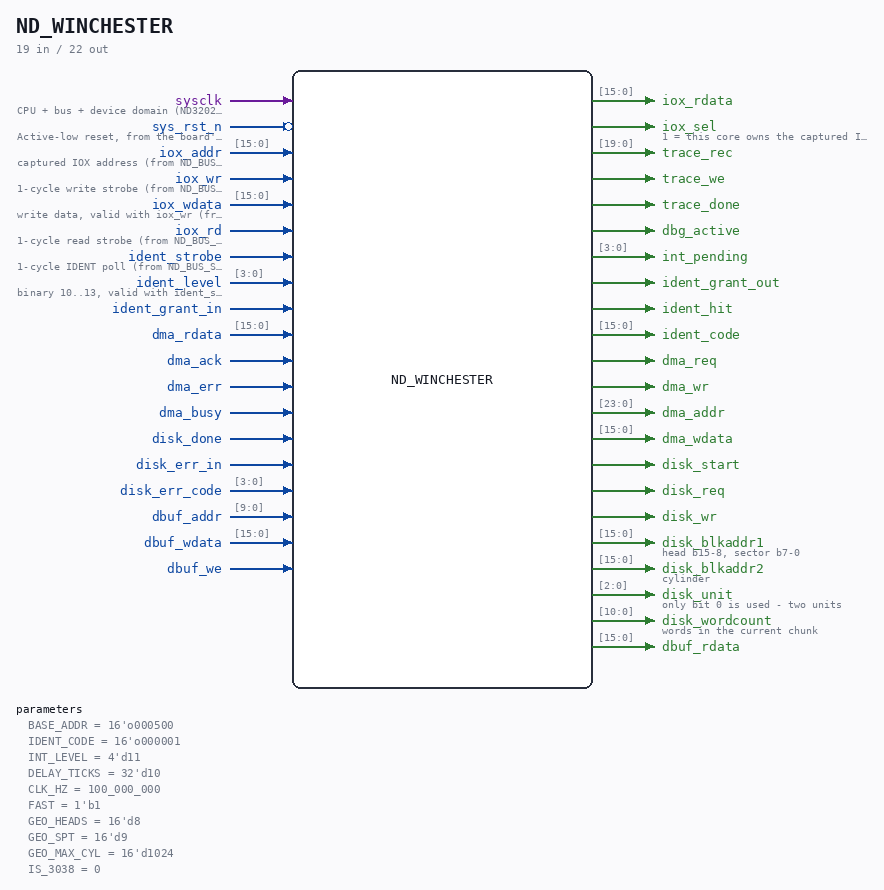 ND_WINCHESTER
19 in / 22 out
sysclk
CPU + bus + device domain (ND3202…
sys_rst_n
Active-low reset, from the board'…
iox_addr
[15:0]
captured IOX address (from ND_BUS…
iox_wr
1-cycle write strobe (from ND_BUS…
iox_wdata
[15:0]
write data, valid with iox_wr (fr…
iox_rd
1-cycle read strobe (from ND_BUS_…
ident_strobe
1-cycle IDENT poll (from ND_BUS_S…
ident_level
[3:0]
binary 10..13, valid with ident_s…
ident_grant_in
dma_rdata
[15:0]
dma_ack
dma_err
dma_busy
disk_done
disk_err_in
disk_err_code
[3:0]
dbuf_addr
[9:0]
dbuf_wdata
[15:0]
dbuf_we
ND_WINCHESTER
[15:0]
iox_rdata
iox_sel
1 = this core owns the captured I…
[19:0]
trace_rec
trace_we
trace_done
dbg_active
[3:0]
int_pending
ident_grant_out
ident_hit
[15:0]
ident_code
dma_req
dma_wr
[23:0]
dma_addr
[15:0]
dma_wdata
disk_start
disk_req
disk_wr
[15:0]
disk_blkaddr1
head b15-8, sector b7-0
[15:0]
disk_blkaddr2
cylinder
[2:0]
disk_unit
only bit 0 is used - two units
[10:0]
disk_wordcount
words in the current chunk
[15:0]
dbuf_rdata
parameters
BASE_ADDR = 16'o000500
IDENT_CODE = 16'o000001
INT_LEVEL = 4'd11
DELAY_TICKS = 32'd10
CLK_HZ = 100_000_000
FAST = 1'b1
GEO_HEADS = 16'd8
GEO_SPT = 16'd9
GEO_MAX_CYL = 16'd1024
IS_3038 = 0